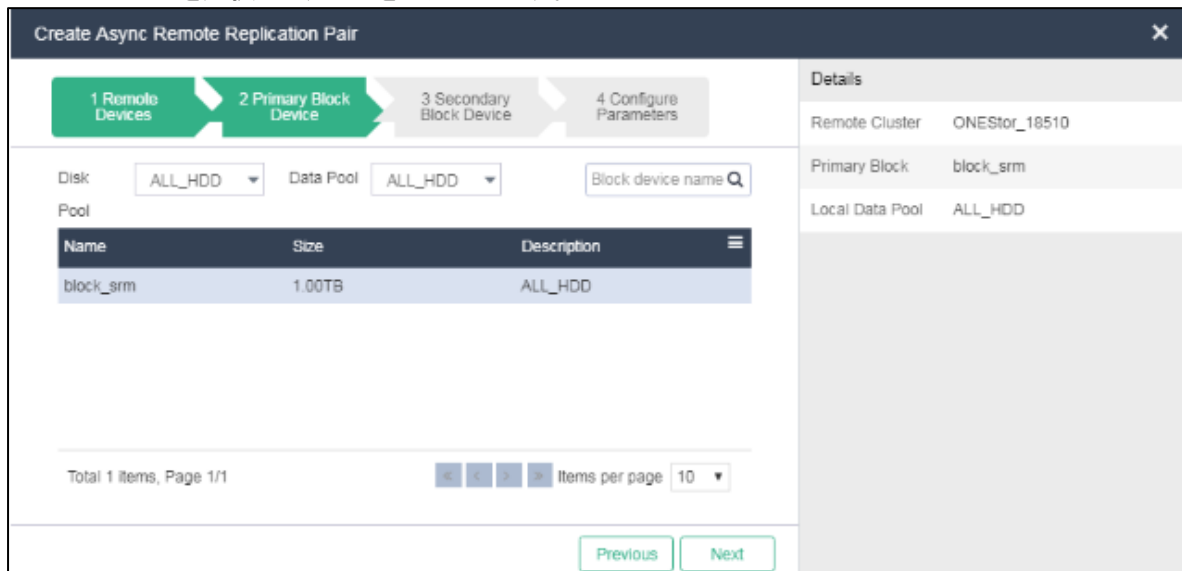 Create Async Remote Replication Pair ×
1 Remote Devices
2 Primary Block Device
3 Secondary Block Device
4 Configure Parameters
Disk Pool ALL_HDD Data Pool ALL_HDD Block device name
Name Size Description
block_srm 1.00TB ALL_HDD
Total 1 items, Page 1/1 « < > » Items per page 10
Previous Next
Details
Remote Cluster ONEStor_18510
Primary Block block_srm
Local Data Pool ALL_HDD